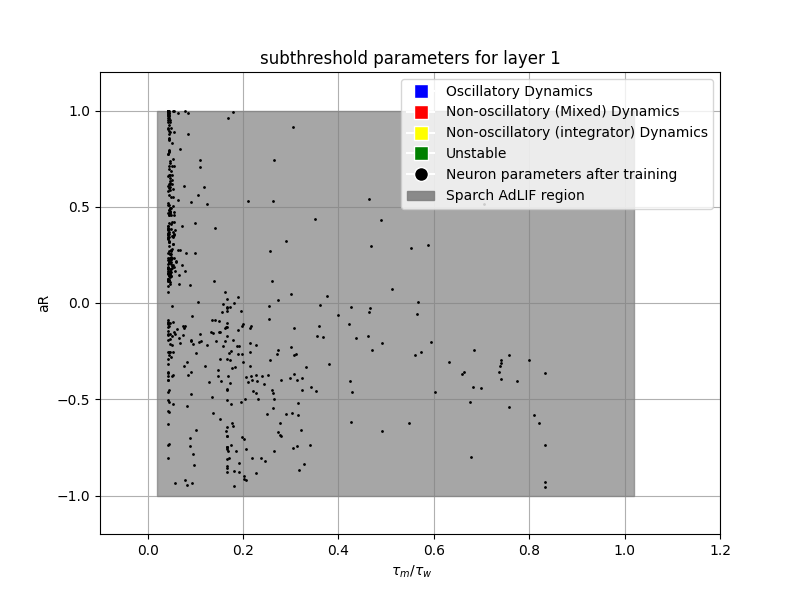 subthreshold parameters for layer 1
Oscillatory Dynamics
Non-oscillatory (Mixed) Dynamics
Non-oscillatory (integrator) Dynamics
Unstable
Neuron parameters after training
Sparch AdLIF region
1.0
0.5
0.0
−0.5
−1.0
aR
0.0 0.2 0.4 0.6 0.8 1.0 1.2
τm/τw